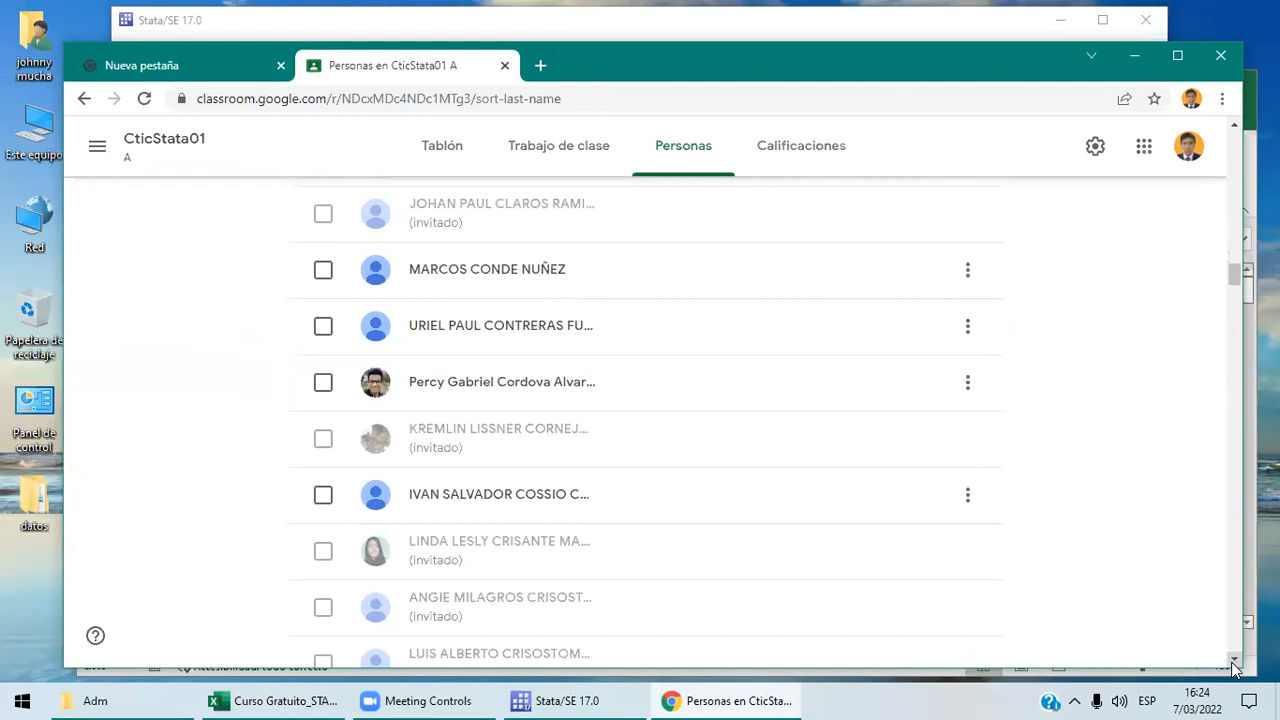 johnny
mucha
Stata/SE 17.0
Nueva pestaña
Personas en CticStata01 A
classroom.google.com/r/NDcxMDc4NDc1MTg3/sort-last-name
CticStata01
A
Tablón
Trabajo de clase
Personas
Calificaciones
Este equipo
Red
Papelera de
reciclaje
Panel de
control
datos
JOHAN PAUL CLAROS RAMI...
(invitado)
MARCOS CONDE NUÑEZ
URIEL PAUL CONTRERAS FU...
Percy Gabriel Cordova Alvar...
KREMLIN LISSNER CORNEJ...
(invitado)
IVAN SALVADOR COSSIO C...
LINDA LESLY CRISANTE MA...
(invitado)
ANGIE MILAGROS CRISOST...
(invitado)
LUIS ALBERTO CRISOSTOM...
Adm
Curso Gratuito_STA...
Meeting Controls
Stata/SE 17.0
Personas en CticSta...
ESP
16:24
7/03/2022